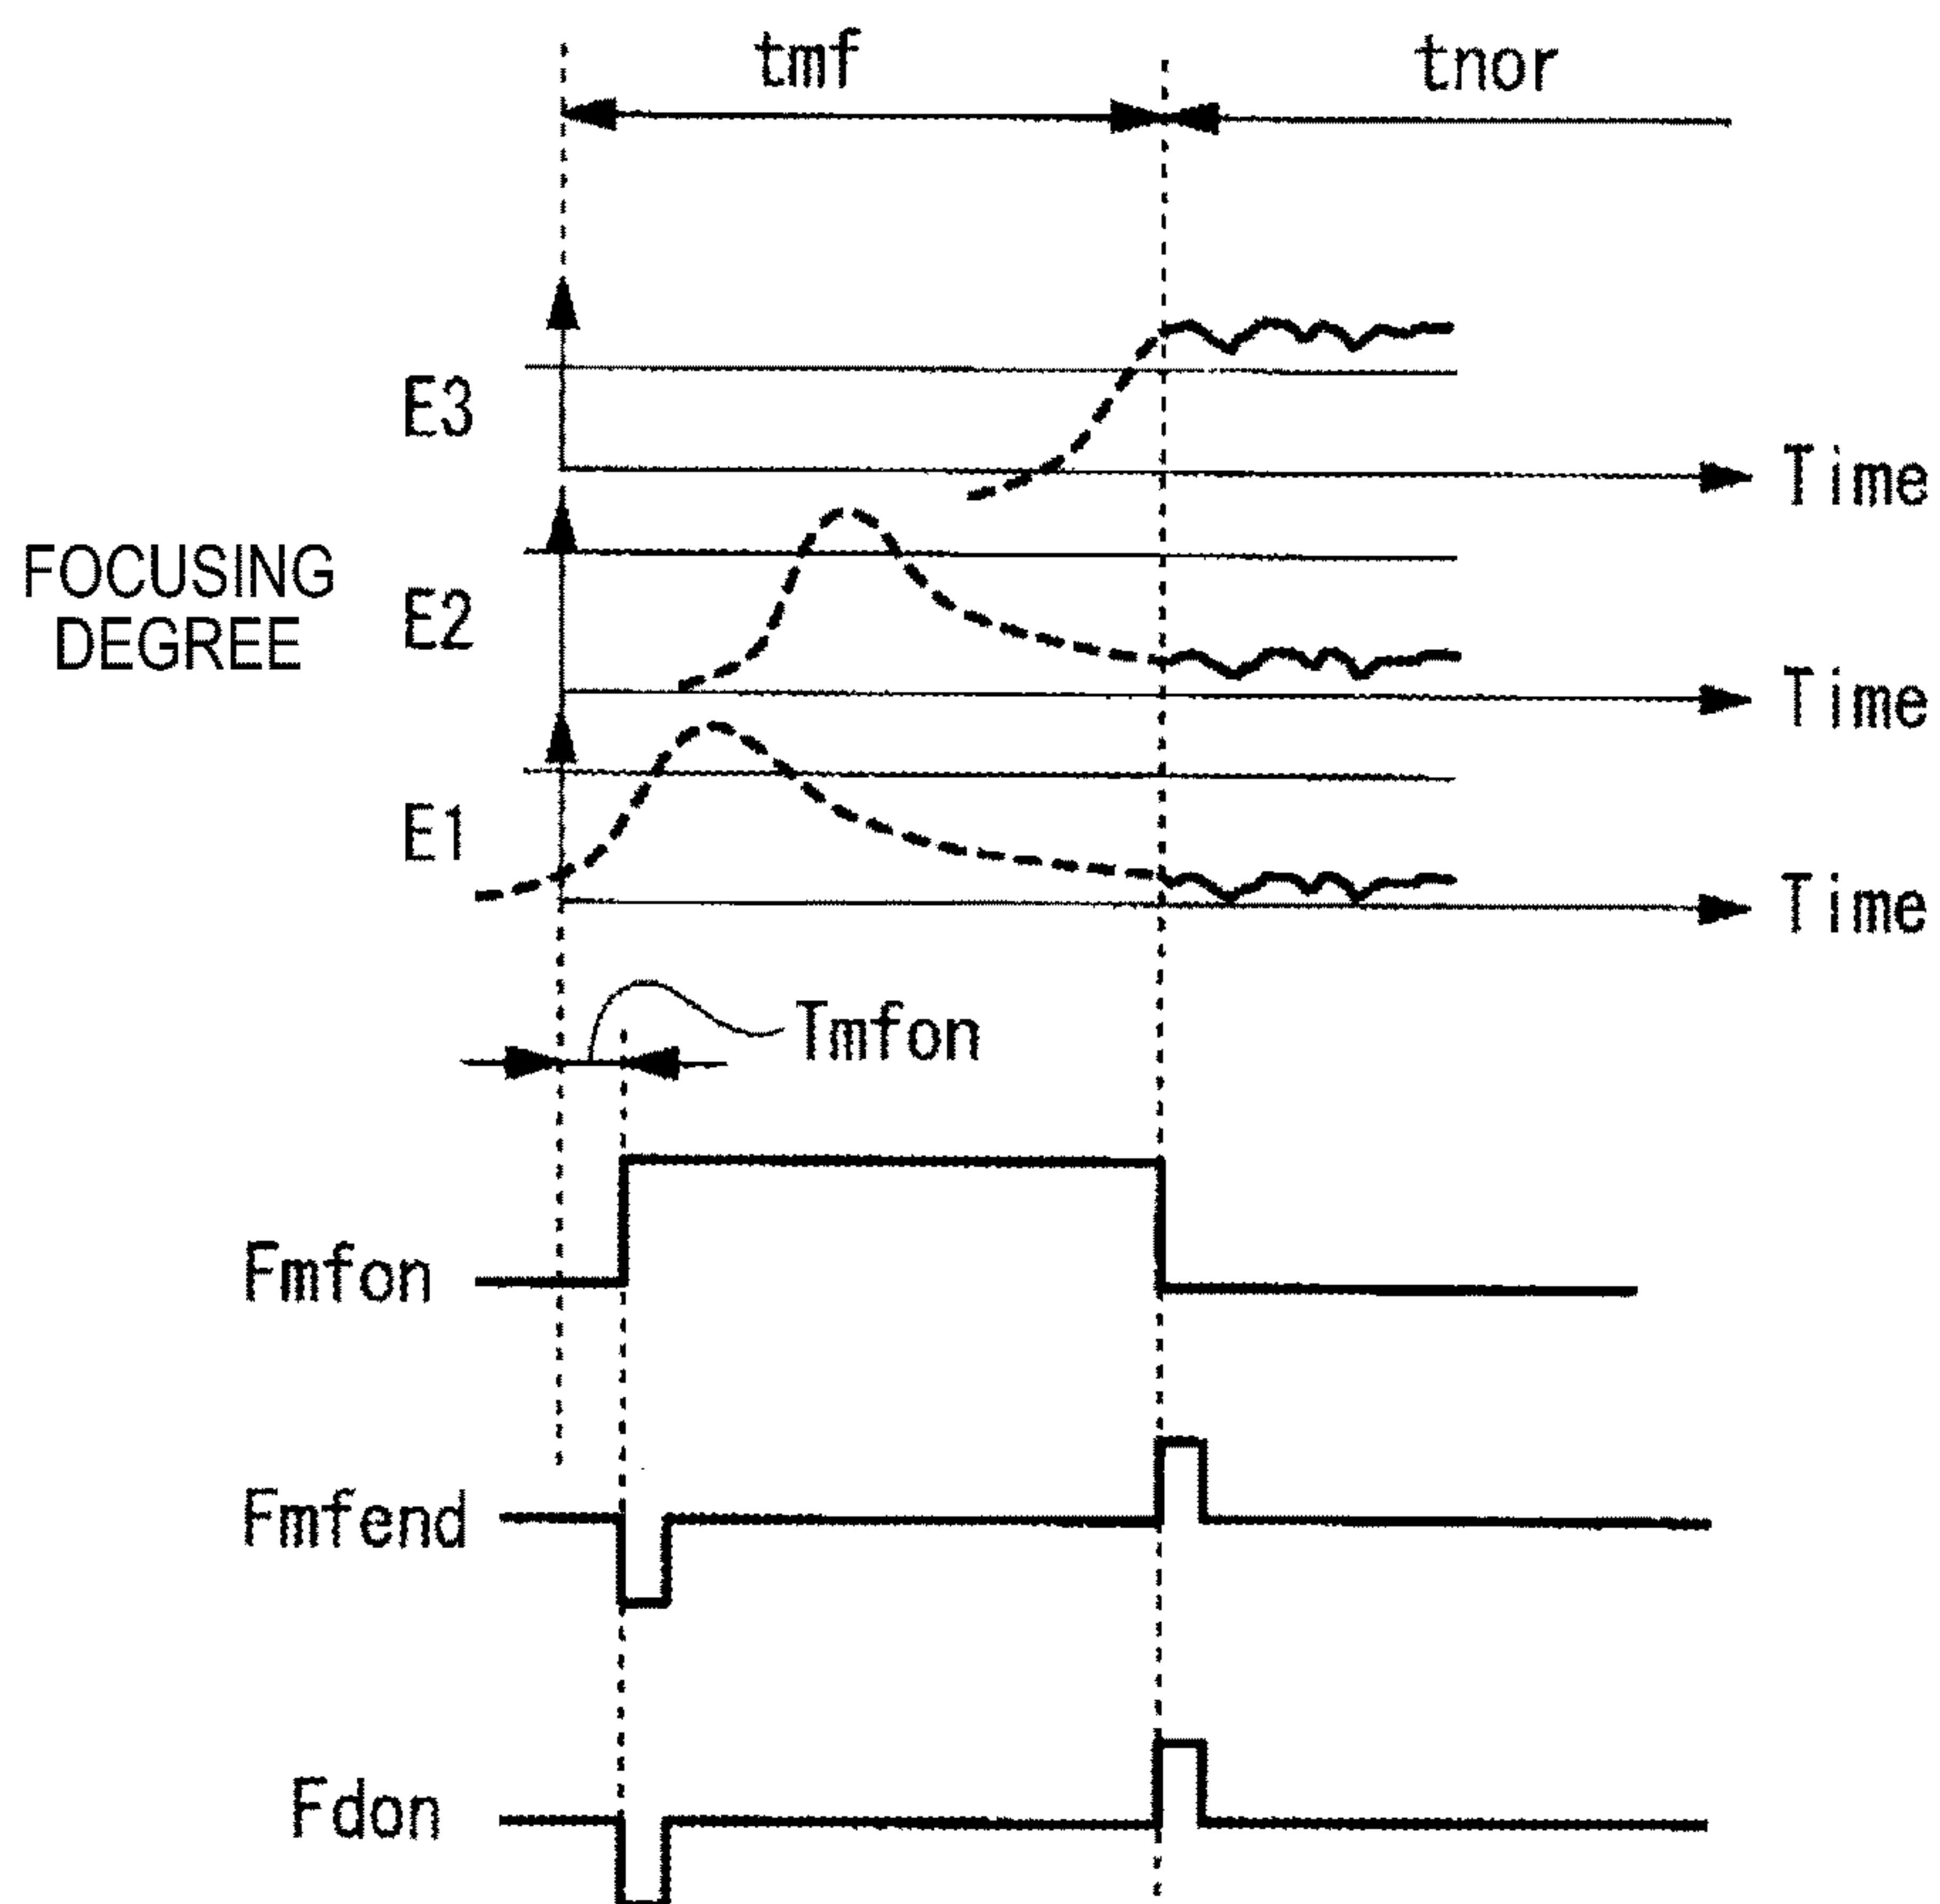 tmf
tnor
E3
Time
FOCUSING
DEGREE
E2
Time
E1
Time
Tmfon
Fmfon
Fmfend
Fdon